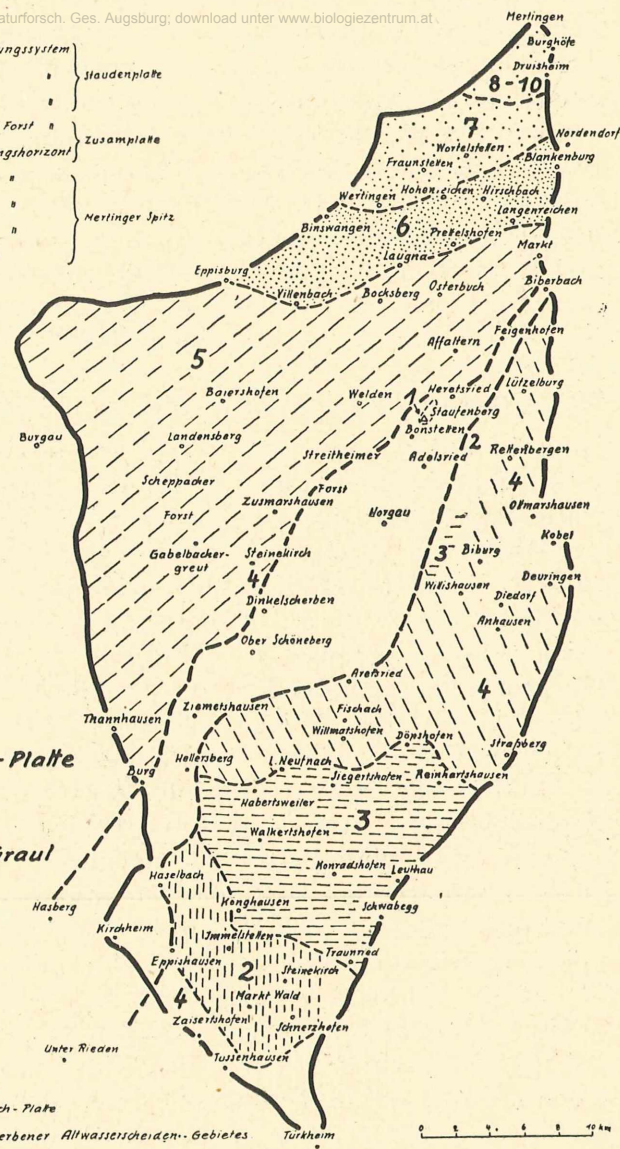 aturforsch. Ges. Augsburg; download unter www.biologiezentrum.at
ungssystem
"
"
Staudenplatte
Forst "
ngshorizont
Zusamplatte
"
"
"
Mertinger Spitz
Mertingen
Burghöfe
Druisheim
8-10
7
Nordendorf
Wortelstetten
Fraunstetten
Blankenburg
Wertingen
Hohenreichen
Hirschbach
Langenreichen
Binswangen
6
Prettelshofen
Markt
Laugna
Eppisburg
Biberbach
Villenbach
Bocksberg
Osterbuch
Feigenhofen
Affaltern
5
Baiershofen
Welden
1
Heretsried
Lützelburg
Staufenberg
Burgau
Landensberg
Bonstetten
2
Streitheimer
Adelsried
Rettenbergen
Scheppacher
Forst
4
Zusmarshausen
Forst
Horgau
Ottmarshausen
Kobel
Gabelbacher-
greut
Steinekirch
3
Biburg
Deuringen
4
Willishausen
Diedorf
Dinkelscherben
Anhausen
Ober Schöneberg
Aretsried
4
Ziemetshausen
Fischach
Thannhausen
Willmatshofen
Döpshofen
Straßberg
-Platte
Hellersberg
L. Neufnach
Siegertshofen
Reinhartshausen
Burg
Habertsweiler
3
Walkertshofen
Graul
Konradshofen
Leuthau
Haselbach
Hasberg
Konghausen
Schwabegg
Kirchheim
Immelstetten
Traunried
Eppishausen
2
Steinekirch
4
Markt Wald
Zaisertshofen
Schnerzhofen
Unter Rieden
Tussenhausen
ch-Platte
erbener Altwasserscheiden-Gebietes
Türkheim
0 2 4 6 8 10 km